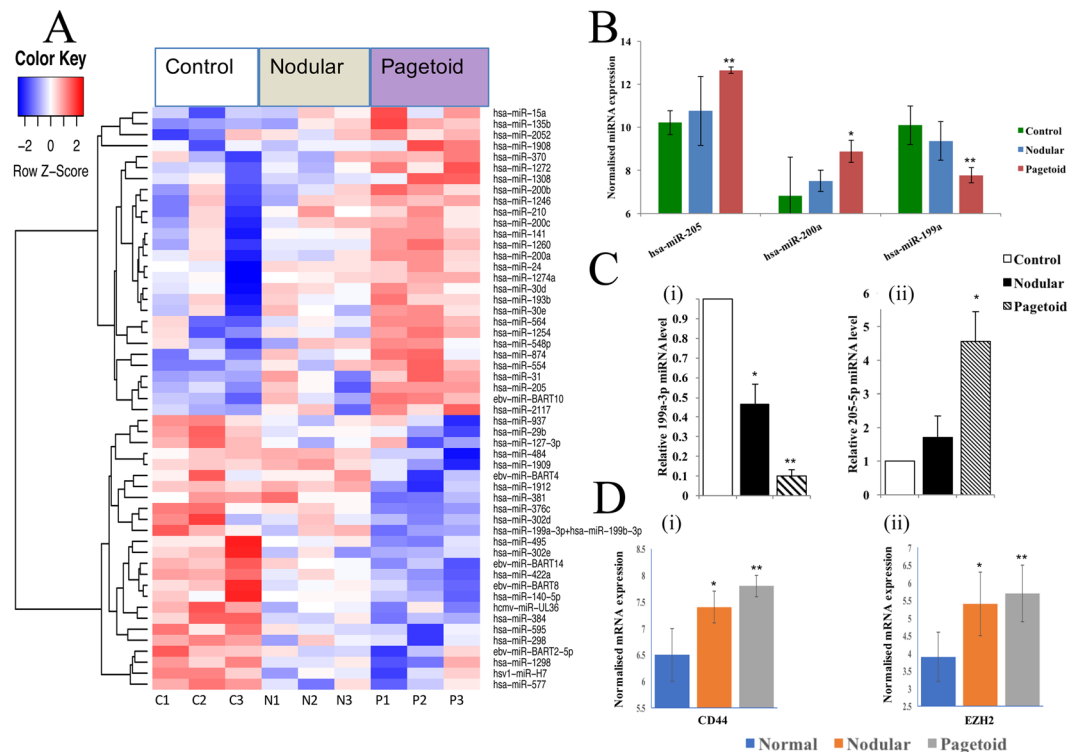 A
Color Key
−2 0 2
Row Z-Score
Control
Nodular
Pagetoid
hsa-miR-15a
hsa-miR-135b
hsa-miR-2052
hsa-miR-1908
hsa-miR-370
hsa-miR-1272
hsa-miR-1308
hsa-miR-200b
hsa-miR-1246
hsa-miR-210
hsa-miR-200c
hsa-miR-141
hsa-miR-1260
hsa-miR-200a
hsa-miR-24
hsa-miR-1274a
hsa-miR-30d
hsa-miR-193b
hsa-miR-30e
hsa-miR-564
hsa-miR-1254
hsa-miR-548p
hsa-miR-874
hsa-miR-554
hsa-miR-31
hsa-miR-205
ebv-miR-BART10
hsa-miR-2117
hsa-miR-937
hsa-miR-29b
hsa-miR-127-3p
hsa-miR-484
hsa-miR-1909
ebv-miR-BART4
hsa-miR-1912
hsa-miR-381
hsa-miR-376c
hsa-miR-302d
hsa-miR-199a-3p+hsa-miR-199b-3p
hsa-miR-495
hsa-miR-302e
ebv-miR-BART14
hsa-miR-422a
ebv-miR-BART8
hsa-miR-140-5p
hcmv-miR-UL36
hsa-miR-384
hsa-miR-595
hsa-miR-298
ebv-miR-BART2-5p
hsa-miR-1298
hsv1-miR-H7
hsa-miR-577
C1 C2 C3 N1 N2 N3 P1 P2 P3
B
Normalised miRNA expression
14
12
10
8
6
**
*
**
hsa-miR-205
hsa-miR-200a
hsa-miR-199a
Control
Nodular
Pagetoid
C
(i)
Relative 199a-3p miRNA level
0.9
0.8
0.7
0.6
0.5
0.4
0.3
0.2
0.1
0
*
**
(ii)
Relative 205-5p miRNA level
6
5
4
3
2
1
0
*
Control
Nodular
Pagetoid
D
(i)
Normalised mRNA expression
8.5
8
7.5
7
6.5
6
5.5
5
*
**
CD44
(ii)
Normalised mRNA expression
7.3
6.9
6.5
6.1
5.7
5.3
4.9
4.5
4.1
3.7
3.3
2.9
2.5
*
**
EZH2
Normal
Nodular
Pagetoid